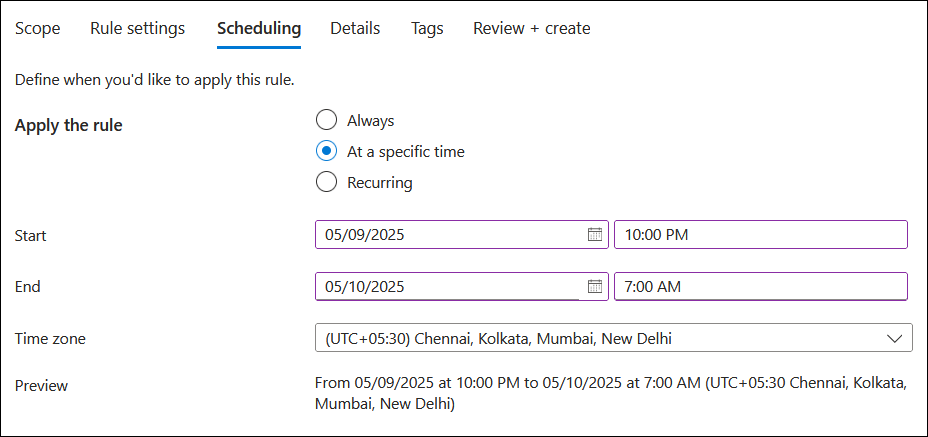 Scope Rule settings Scheduling Details Tags Review + create
Define when you'd like to apply this rule.
Apply the rule
Always
At a specific time
Recurring
Start 05/09/2025 10:00 PM
End 05/10/2025 7:00 AM
Time zone (UTC+05:30) Chennai, Kolkata, Mumbai, New Delhi
Preview From 05/09/2025 at 10:00 PM to 05/10/2025 at 7:00 AM (UTC+05:30 Chennai, Kolkata,
Mumbai, New Delhi)